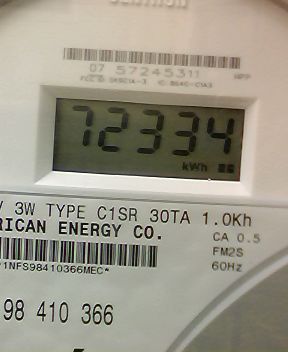 07 57245311
72334
kWh
V 3W TYPE C1SR 30TA 1.0Kh
RICAN ENERGY CO.
CA 0.5
FM2S
60Hz
*1NFS98410366MEC*
98 410 366